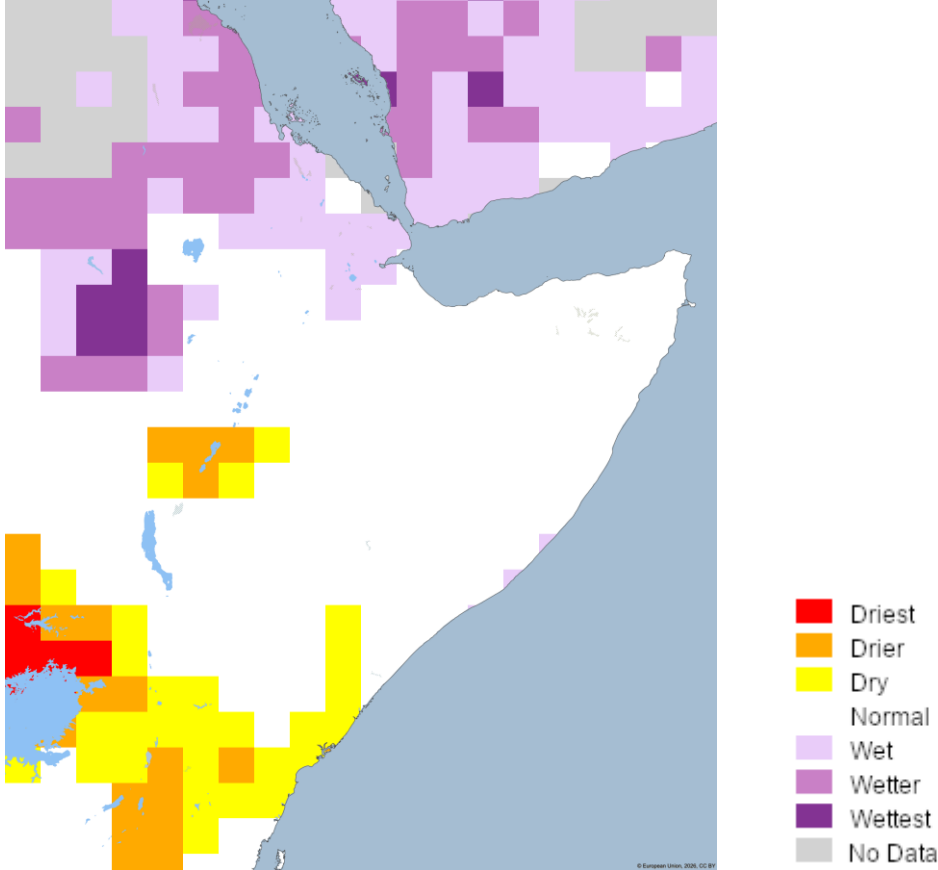 Driest
Drier
Dry
Normal
Wet
Wetter
Wettest
No Data
© European Union, 2026, CC BY